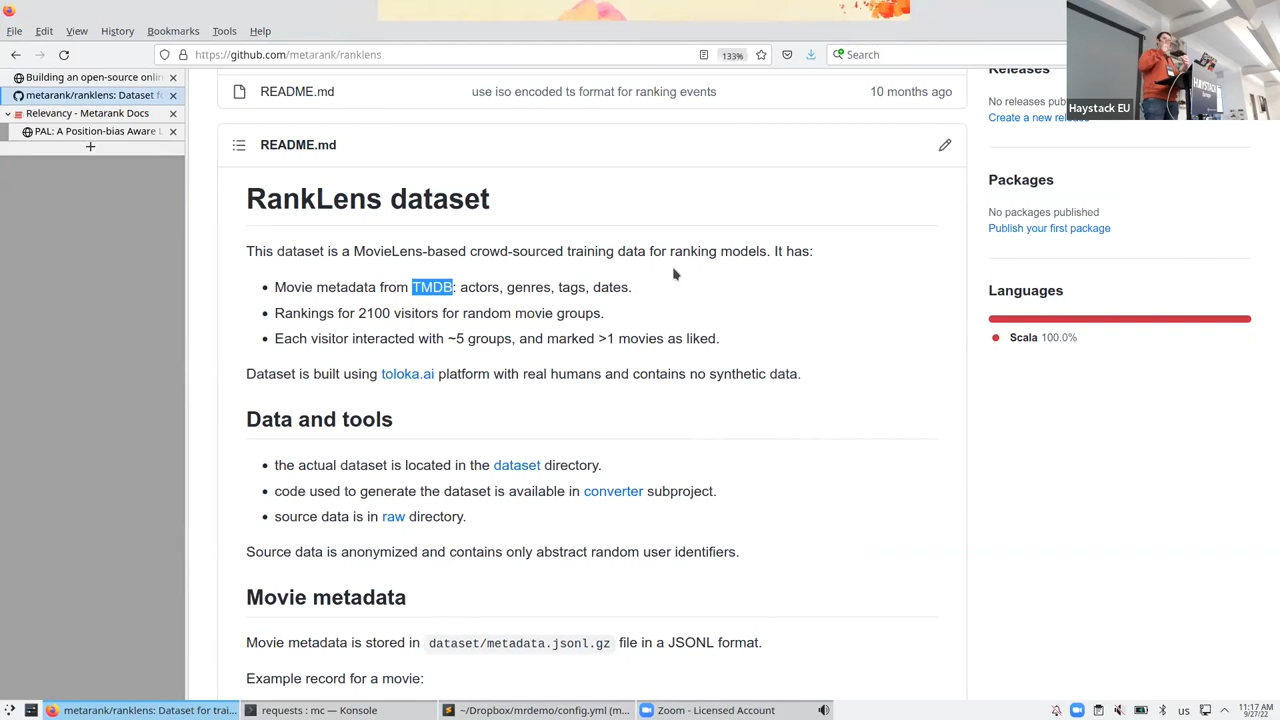 File Edit View History Bookmarks Tools Help
https://github.com/metarank/ranklens
133%
Search
Building an open-source onlin
metarank/ranklens: Dataset fo
Relevancy - Metarank Docs
PAL: A Position-bias Aware L
README.md use iso encoded ts format for ranking events 10 months ago
README.md
RankLens dataset
This dataset is a MovieLens-based crowd-sourced training data for ranking models. It has:
Movie metadata from TMDB: actors, genres, tags, dates.
Rankings for 2100 visitors for random movie groups.
Each visitor interacted with ~5 groups, and marked >1 movies as liked.
Dataset is built using toloka.ai platform with real humans and contains no synthetic data.
Data and tools
the actual dataset is located in the dataset directory.
code used to generate the dataset is available in converter subproject.
source data is in raw directory.
Source data is anonymized and contains only abstract random user identifiers.
Movie metadata
Movie metadata is stored in dataset/metadata.jsonl.gz file in a JSONL format.
Example record for a movie:
Releases
No releases pub
Create a new release
Packages
No packages published
Publish your first package
Languages
Scala 100.0%
HAYSTACK
Haystack EU
metarank/ranklens: Dataset for trai...
requests : mc — Konsole
~/Dropbox/mrdemo/config.yml (m...
Zoom - Licensed Account
us
11:17 AM
9/27/22